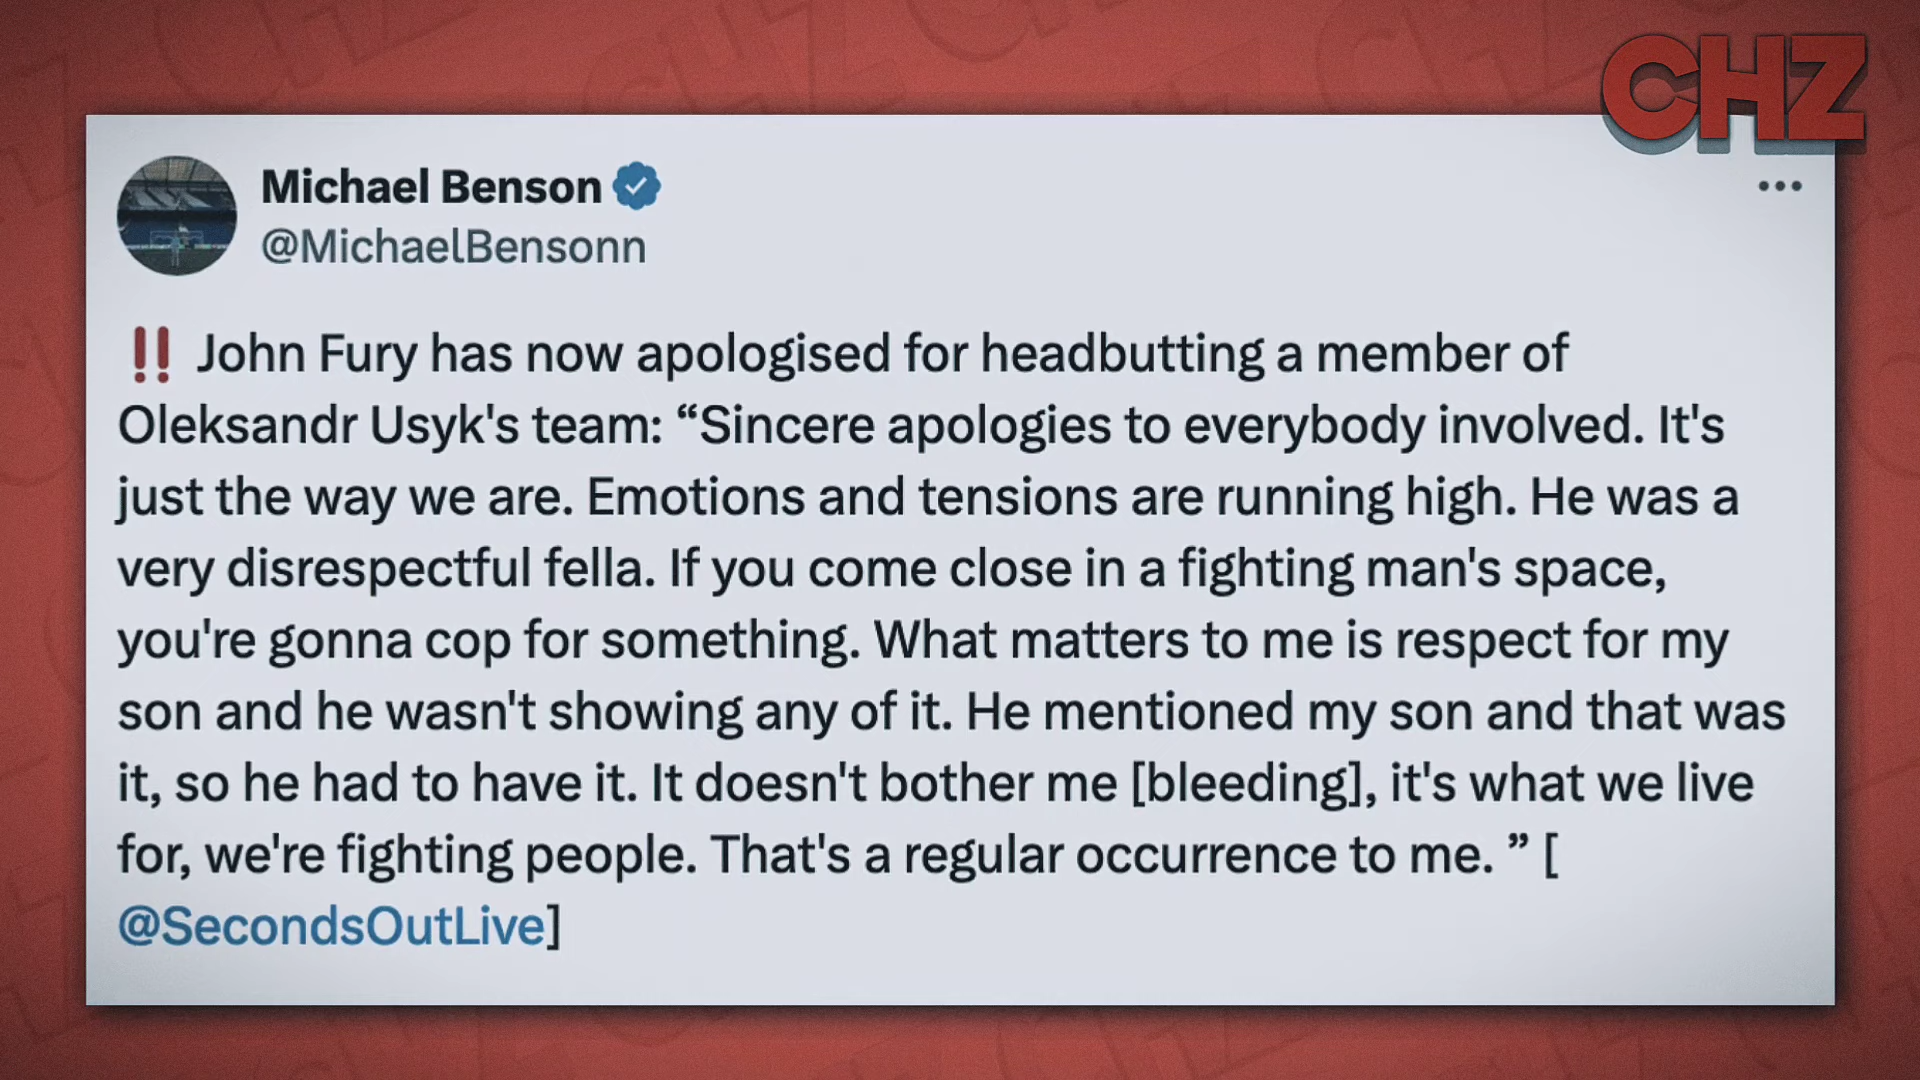 CHZ
Michael Benson
@MichaelBensonn
‼ John Fury has now apologised for headbutting a member of
Oleksandr Usyk's team: “Sincere apologies to everybody involved. It's
just the way we are. Emotions and tensions are running high. He was a
very disrespectful fella. If you come close in a fighting man's space,
you're gonna cop for something. What matters to me is respect for my
son and he wasn't showing any of it. He mentioned my son and that was
it, so he had to have it. It doesn't bother me [bleeding], it's what we live
for, we're fighting people. That's a regular occurrence to me. ” [
@SecondsOutLive]